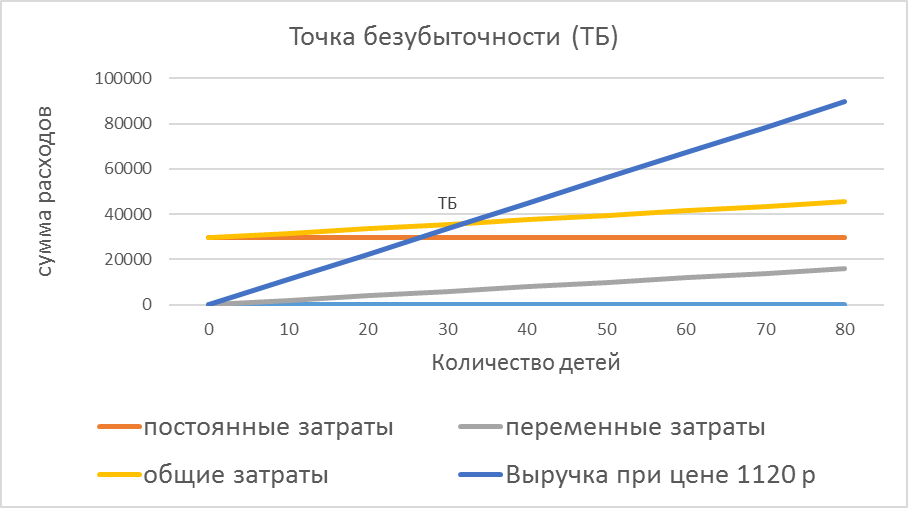 Точка безубыточности (ТБ)
сумма расходов
100000
80000
60000
40000
20000
0
ТБ
0 10 20 30 40 50 60 70 80
Количество детей
постоянные затраты
переменные затраты
общие затраты
Выручка при цене 1120 р